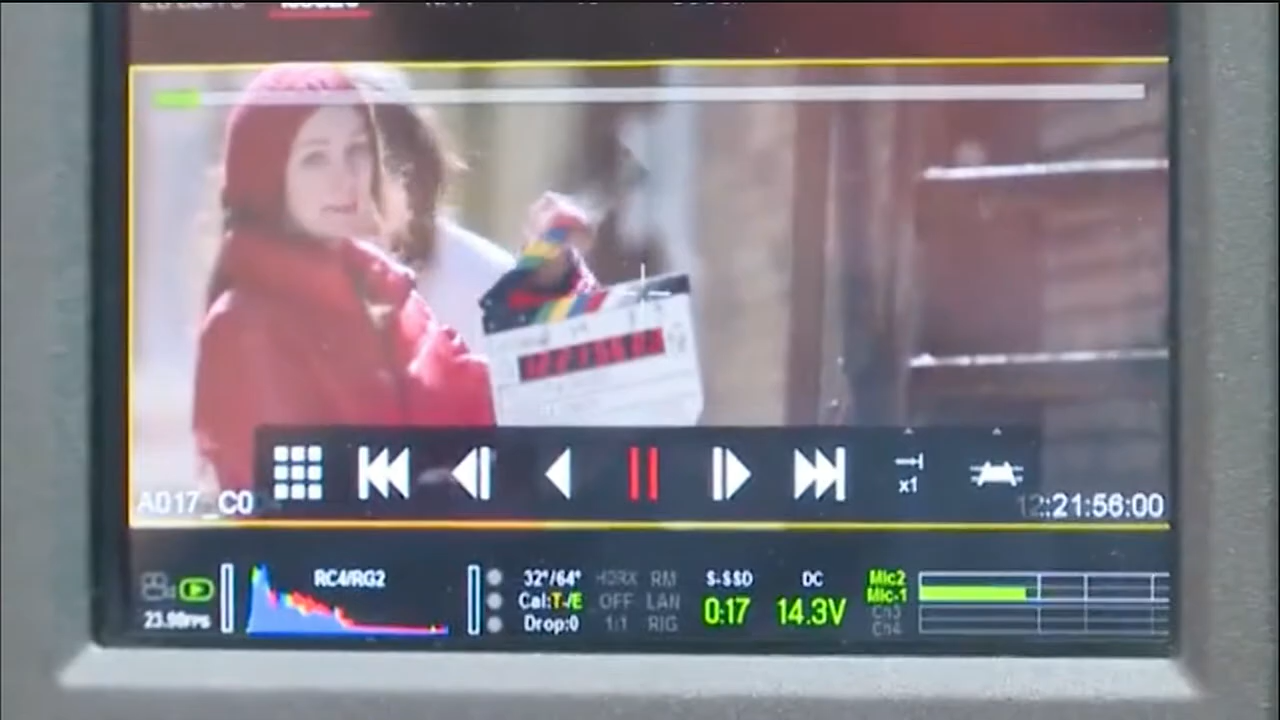 A017_C0
12:21:56:00
x1
RC4/RG2
23.98FPS
32°/64°
Cal:T/E
Drop:0
HDRX RM
OFF LAN
1:1 RIG
S-SSD
0:17
DC
14.3V
Mic2
Mic-1
Ch3
Ch4